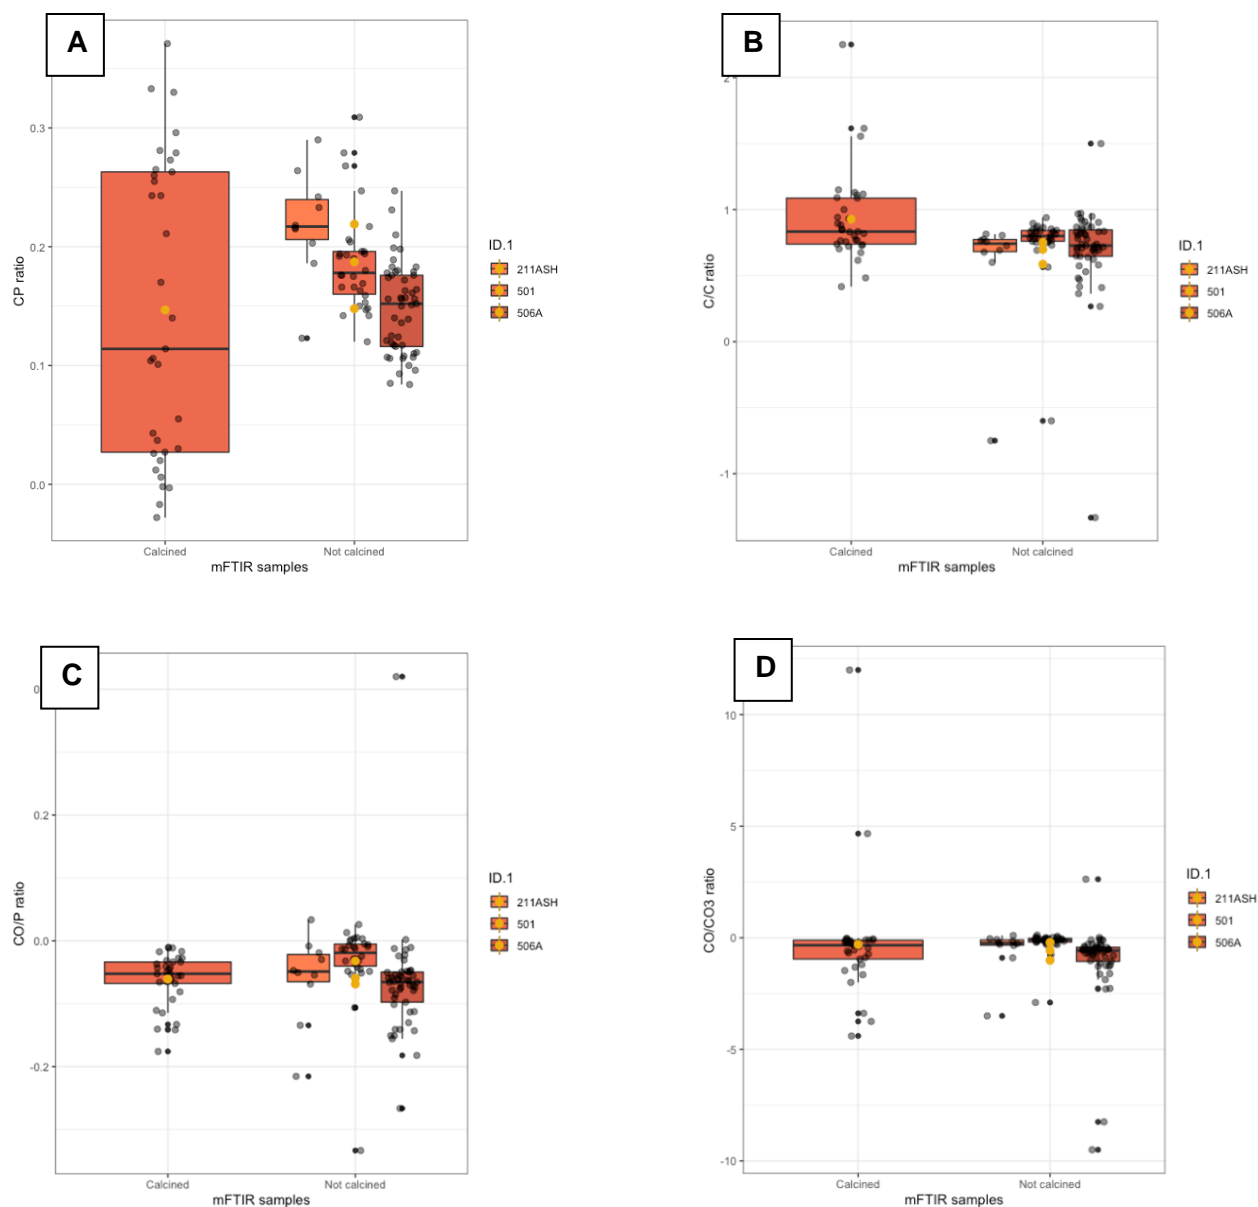 A
CP ratio
0.3
0.2
0.1
0.0
Calcined
Not calcined
mFTIR samples
ID.1
211ASH
501
506A
B
C/C ratio
2
1
0
-1
Calcined
Not calcined
mFTIR samples
ID.1
211ASH
501
506A
C
CO/P ratio
0.2
0.0
-0.2
Calcined
Not calcined
mFTIR samples
ID.1
211ASH
501
506A
D
CO/CO3 ratio
10
5
0
-5
-10
Calcined
Not calcined
mFTIR samples
ID.1
211ASH
501
506A